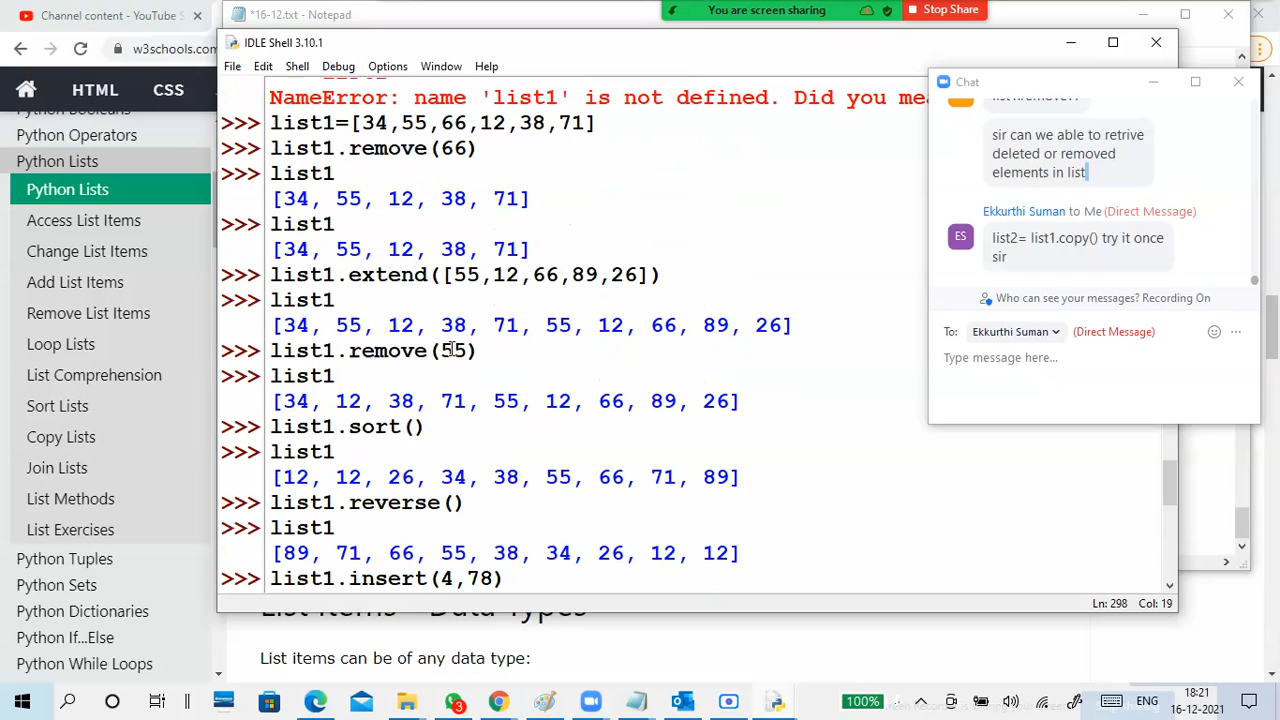 Channel content - YouTube S
*16-12.txt - Notepad
You are screen sharing
Stop Share
w3schools.com
HTML
CSS
Python Operators
Python Lists
Python Lists
Access List Items
Change List Items
Add List Items
Remove List Items
Loop Lists
List Comprehension
Sort Lists
Copy Lists
Join Lists
List Methods
List Exercises
Python Tuples
Python Sets
Python Dictionaries
Python If...Else
Python While Loops
IDLE Shell 3.10.1
File Edit Shell Debug Options Window Help
NameError: name 'list1' is not defined. Did you mea
>>> list1=[34,55,66,12,38,71]
>>> list1.remove(66)
>>> list1
[34, 55, 12, 38, 71]
>>> list1
[34, 55, 12, 38, 71]
>>> list1.extend([55,12,66,89,26])
>>> list1
[34, 55, 12, 38, 71, 55, 12, 66, 89, 26]
>>> list1.remove(55)
>>> list1
[34, 12, 38, 71, 55, 12, 66, 89, 26]
>>> list1.sort()
>>> list1
[12, 12, 26, 34, 38, 55, 66, 71, 89]
>>> list1.reverse()
>>> list1
[89, 71, 66, 55, 38, 34, 26, 12, 12]
>>> list1.insert(4,78)
Ln: 298 Col: 19
Chat
sir can we able to retrive
deleted or removed
elements in list
Ekkurthi Suman to Me (Direct Message)
ES
list2= list1.copy() try it once
sir
Who can see your messages? Recording On
To: Ekkurthi Suman (Direct Message)
Type message here...
List Items - Data Types
List items can be of any data type:
3
100%
ENG
18:21
16-12-2021